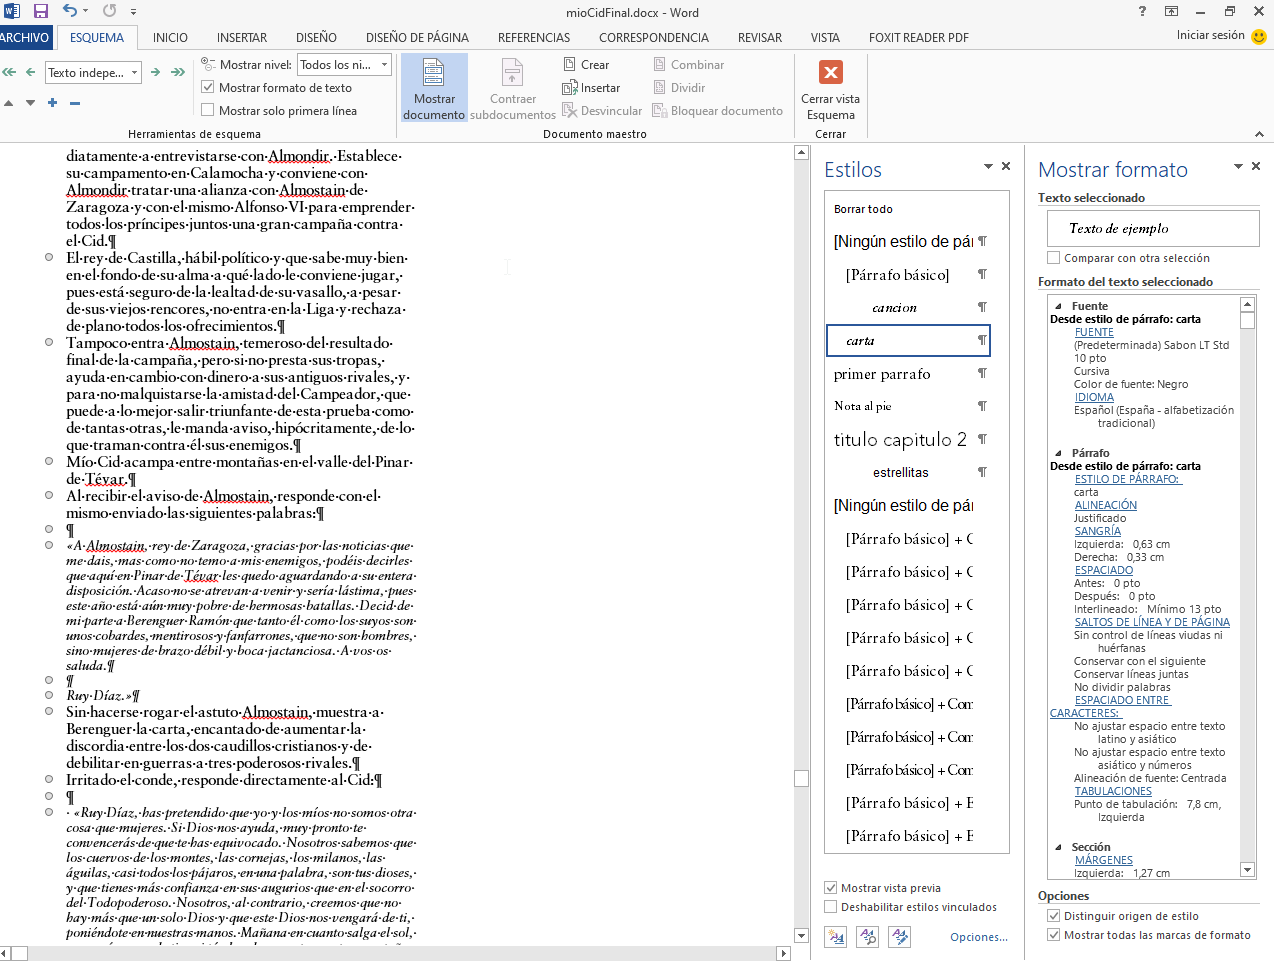 mioCidFinal.docx - Word
ARCHIVO ESQUEMA INICIO INSERTAR DISEÑO DISEÑO DE PÁGINA REFERENCIAS CORRESPONDENCIA REVISAR VISTA FOXIT READER PDF Iniciar sesión
Texto indepe...
Mostrar nivel: Todos los ni...
Mostrar formato de texto
Mostrar solo primera línea
Herramientas de esquema
Mostrar documento
Contraer subdocumentos
Crear
Insertar
Desvincular
Combinar
Dividir
Bloquear documento
Documento maestro
Cerrar vista Esquema
Cerrar
diatamente·a·entrevistarse·con·Almondir.·Establece·
su·campamento·en·Calamocha·y·conviene·con·
Almondir·tratar·una·alianza·con·Almostain·de·
Zaragoza·y·con·el·mismo·Alfonso·VI·para·emprender·
todos·los·príncipes·juntos·una·gran·campaña·contra·
el·Cid.¶
El·rey·de·Castilla,·hábil·político·y·que·sabe·muy·bien·
en·el·fondo·de·su·alma·a·qué·lado·le·conviene·jugar,·
pues·está·seguro·de·la·lealtad·de·su·vasallo,·a·pesar·
de·sus·viejos·rencores,·no·entra·en·la·Liga·y·rechaza·
de·plano·todos·los·ofrecimientos.¶
Tampoco·entra·Almostain,·temeroso·del·resultado·
final·de·la·campaña,·pero·si·no·presta·sus·tropas,·
ayuda·en·cambio·con·dinero·a·sus·antiguos·rivales,·y·
para·no·malquistarse·la·amistad·del·Campeador,·que·
puede·a·lo·mejor·salir·triunfante·de·esta·prueba·como·
de·tantas·otras,·le·manda·aviso,·hipócritamente,·de·lo·
que·traman·contra·él·sus·enemigos.¶
Mío·Cid·acampa·entre·montañas·en·el·valle·del·Pinar·
de·Tévar.¶
Al·recibir·el·aviso·de·Almostain,·responde·con·el·
mismo·enviado·las·siguientes·palabras:¶
¶
«A·Almostain,·rey·de·Zaragoza,·gracias·por·las·noticias·que·
me·dais,·mas·como·no·temo·a·mis·enemigos,·podéis·decirles·
que·aquí·en·Pinar·de·Tévar·les·quedo·aguardando·a·su·entera·
disposición.·Acaso·no·se·atrevan·a·venir·y·sería·lástima,·pues·
este·año·está·aún·muy·pobre·de·hermosas·batallas.·Decid·de·
mi·parte·a·Berenguer·Ramón·que·tanto·él·como·los·suyos·son·
unos·cobardes,·mentirosos·y·fanfarrones,·que·no·son·hombres,·
sino·mujeres·de·brazo·débil·y·boca·jactanciosa.·A·vos·os·
saluda.¶
¶
Ruy·Díaz.»¶
Sin·hacerse·rogar·el·astuto·Almostain,·muestra·a·
Berenguer·la·carta,·encantado·de·aumentar·la·
discordia·entre·los·dos·caudillos·cristianos·y·de·
debilitar·en·guerras·a·tres·poderosos·rivales.¶
Irritado·el·conde,·responde·directamente·al·Cid:¶
¶
·«Ruy·Díaz,·has·pretendido·que·yo·y·los·míos·no·somos·otra·
cosa·que·mujeres.·Si·Dios·nos·ayuda,·muy·pronto·te·
convencerás·de·que·te·has·equivocado.·Nosotros·sabemos·que·
los·cuervos·de·los·montes,·las·cornejas,·los·milanos,·las·
águilas,·casi·todos·los·pájaros,·en·una·palabra,·son·tus·dioses,·
y·que·tienes·más·confianza·en·sus·augurios·que·en·el·socorro·
del·Todopoderoso.·Nosotros,·al·contrario,·creemos·que·no·
hay·más·que·un·solo·Dios·y·que·este·Dios·nos·vengará·de·ti,·
poniéndote·en·nuestras·manos.·Mañana·en·cuanto·salga·el·sol,·
Estilos
Borrar todo
[Ningún estilo de pár ¶
[Párrafo básico] ¶
cancion ¶
carta ¶
primer parrafo ¶
Nota al pie ¶
titulo capitulo 2 ¶
estrellitas ¶
[Ningún estilo de pár
[Párrafo básico] + C
[Párrafo básico] + C
[Párrafo básico] + C
[Párrafo básico] + C
[Párrafo básico] + C
[Párrafo básico] + Com
[Párrafo básico] + Com
[Párrafo básico] + Com
[Párrafo básico] + E
[Párrafo básico] + E
Mostrar vista previa
Deshabilitar estilos vinculados
Opciones...
Mostrar formato
Texto seleccionado
Texto de ejemplo
Comparar con otra selección
Formato del texto seleccionado
Fuente
Desde estilo de párrafo: carta
FUENTE
(Predeterminada) Sabon LT Std
10 pto
Cursiva
Color de fuente: Negro
IDIOMA
Español (España - alfabetización
tradicional)
Párrafo
Desde estilo de párrafo: carta
ESTILO DE PÁRRAFO:
carta
ALINEACIÓN
Justificado
SANGRÍA
Izquierda: 0,63 cm
Derecha: 0,33 cm
ESPACIADO
Antes: 0 pto
Después: 0 pto
Interlineado: Mínimo 13 pto
SALTOS DE LÍNEA Y DE PÁGINA
Sin control de líneas viudas ni
huérfanas
Conservar con el siguiente
Conservar líneas juntas
No dividir palabras
ESPACIADO ENTRE
CARACTERES:
No ajustar espacio entre texto
latino y asiático
No ajustar espacio entre texto
asiático y números
Alineación de fuente: Centrada
TABULACIONES
Punto de tabulación: 7,8 cm,
Izquierda
Sección
MÁRGENES
Izquierda: 1,27 cm
Opciones
Distinguir origen de estilo
Mostrar todas las marcas de formato